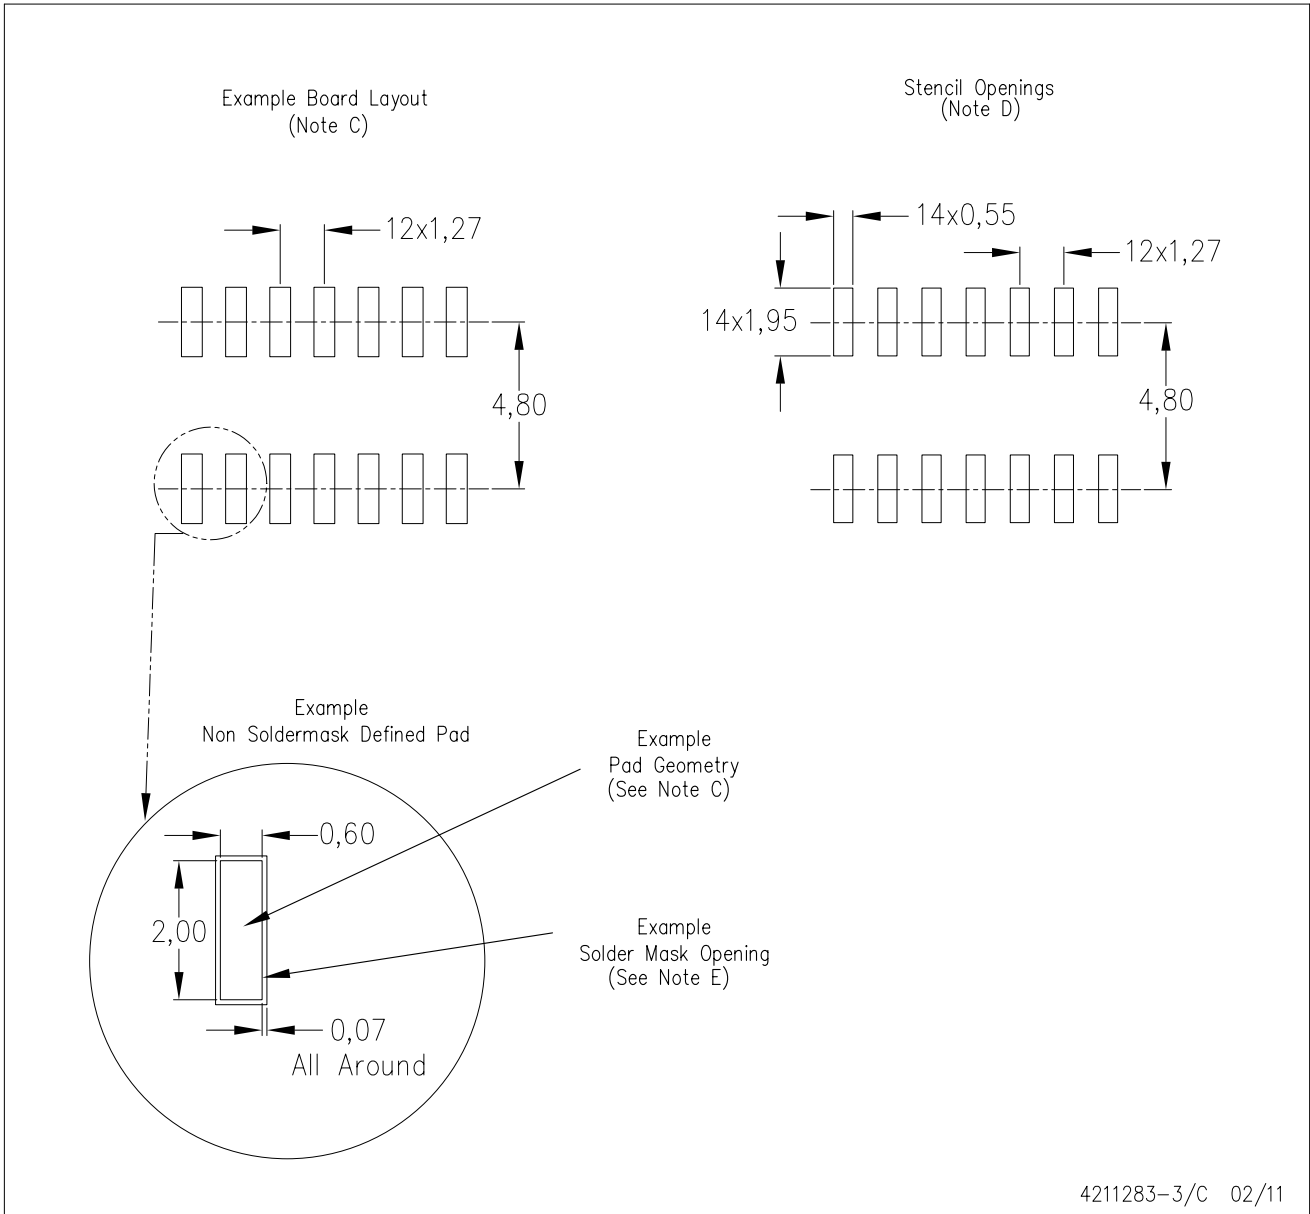 Example Board Layout
(Note C)
Stencil Openings
(Note D)
12x1,27
14x0,55
12x1,27
14x1,95
4,80
4,80
Example
Non Soldermask Defined Pad
Example
Pad Geometry
(See Note C)
0,60
2,00
Example
Solder Mask Opening
(See Note E)
0,07
All Around
4211283-3/C 02/11